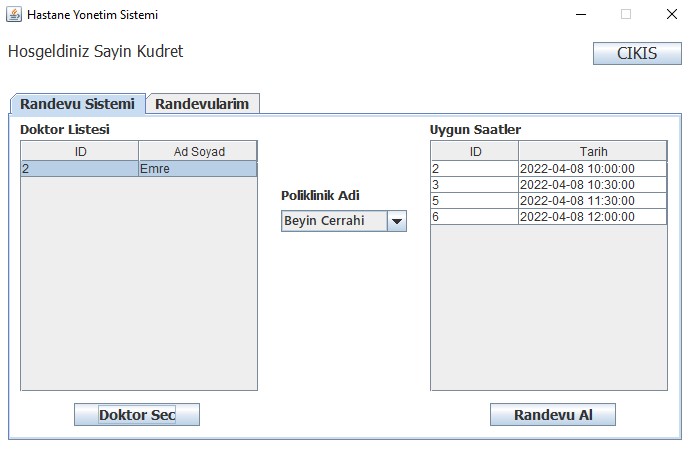 Hastane Yonetim Sistemi
Hosgeldiniz Sayin Kudret
CIKIS
Randevu Sistemi
Randevularim
Doktor Listesi
ID Ad Soyad
2 Emre
Doktor Sec
Poliklinik Adi
Beyin Cerrahi
Uygun Saatler
ID Tarih
2 2022-04-08 10:00:00
3 2022-04-08 10:30:00
5 2022-04-08 11:30:00
6 2022-04-08 12:00:00
Randevu Al